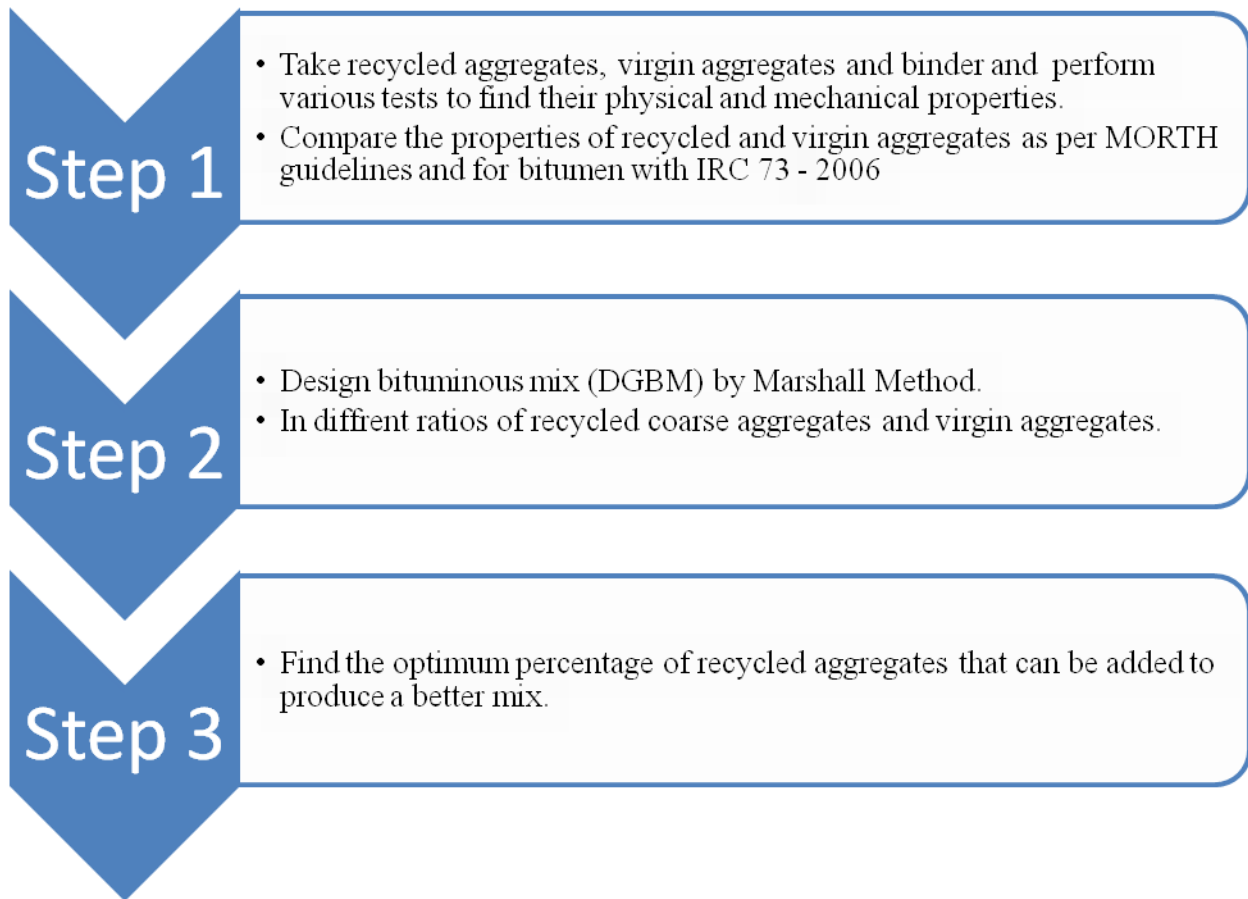 Step 1
• Take recycled aggregates, virgin aggregates and binder and perform
various tests to find their physical and mechanical properties.
• Compare the properties of recycled and virgin aggregates as per MORTH
guidelines and for bitumen with IRC 73 - 2006
Step 2
• Design bituminous mix (DGBM) by Marshall Method.
• In diffrent ratios of recycled coarse aggregates and virgin aggregates.
Step 3
• Find the optimum percentage of recycled aggregates that can be added to
produce a better mix.